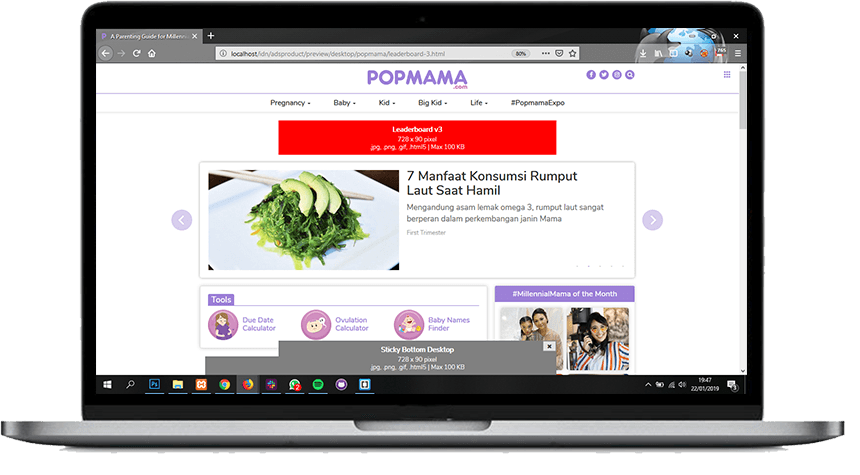 P A Parenting Guide for Millenn
localhost/idn/adsproduct/preview/desktop/popmama/leaderboard-3.html
80%
POPMAMA
.com
Pregnancy
Baby
Kid
Big Kid
Life
#PopmamaExpo
Leaderboard v3
728 x 90 pixel
.jpg, .png, .gif, .html5 | Max 100 KB
7 Manfaat Konsumsi Rumput
Laut Saat Hamil
Mengandung asam lemak omega 3, rumput laut sangat
berperan dalam perkembangan janin Mama
First Trimester
Tools
Due Date
Calculator
Ovulation
Calculator
Baby Names
Finder
#MillennialMama of the Month
Sticky Bottom Desktop
728 x 90 pixel
.jpg, .png, .gif, .html5 | Max 100 KB
Ps
19:47
22/01/2019